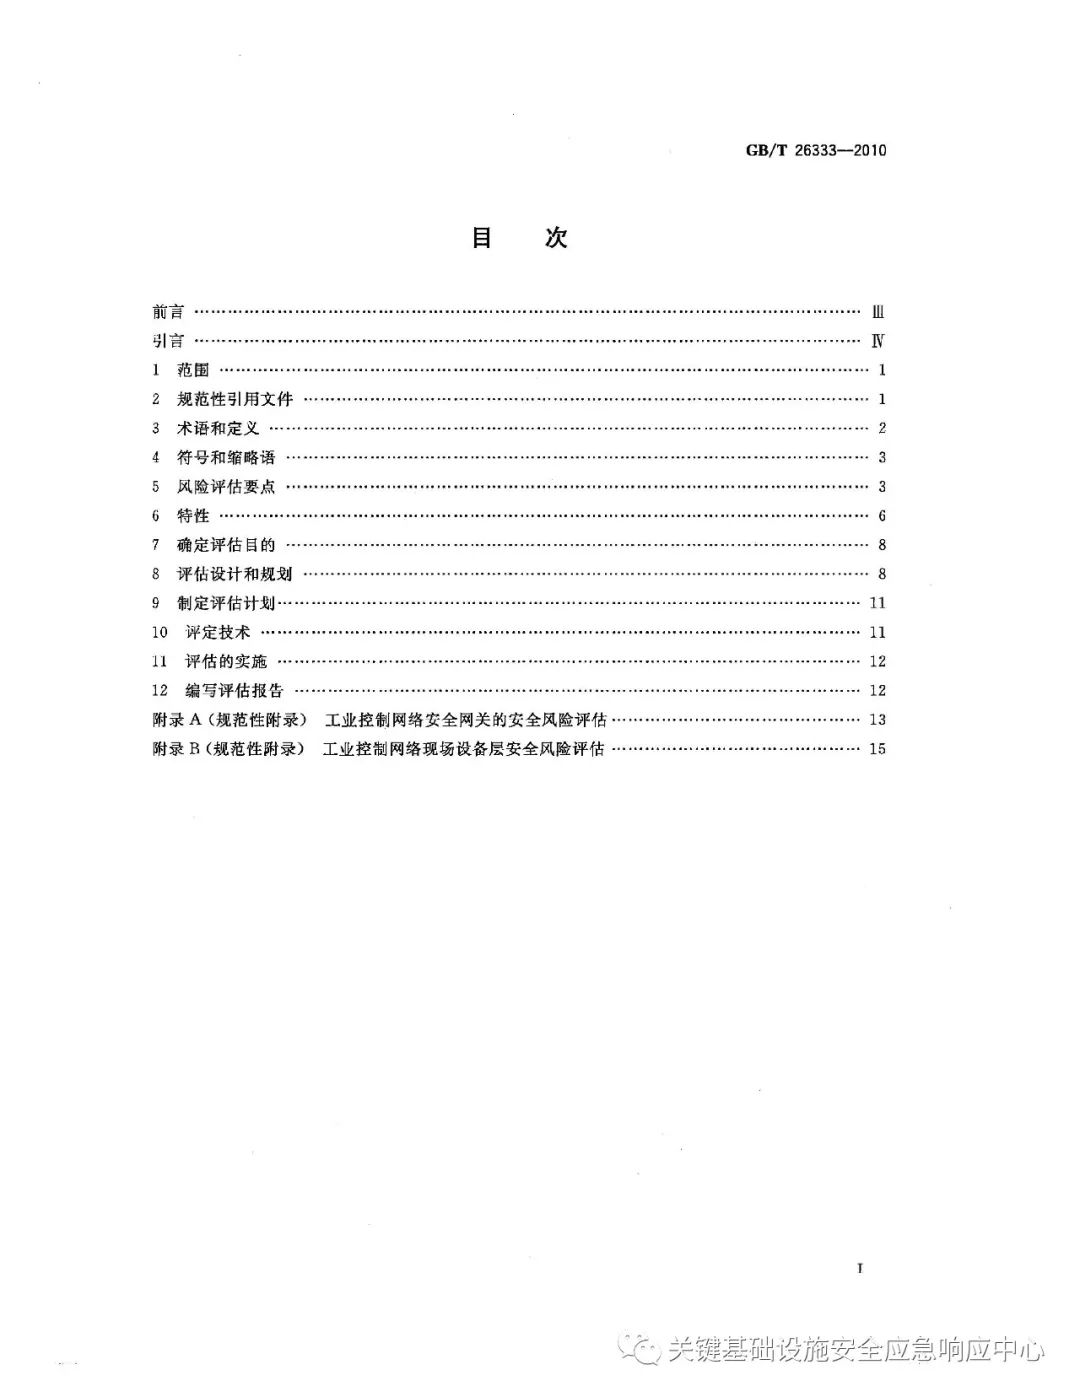 GB/T 26333—2010
目 次
前言 …… Ⅲ
引言 …… Ⅳ
1 范围 …… 1
2 规范性引用文件 …… 1
3 术语和定义 …… 2
4 符号和缩略语 …… 3
5 风险评估要点 …… 3
6 特性 …… 6
7 确定评估目的 …… 8
8 评估设计和规划 …… 8
9 制定评估计划 …… 11
10 评定技术 …… 11
11 评估的实施 …… 12
12 编写评估报告 …… 12
附录 A（规范性附录） 工业控制网络安全网关的安全风险评估 …… 13
附录 B（规范性附录） 工业控制网络现场设备层安全风险评估 …… 15
I
关键基础设施安全应急响应中心